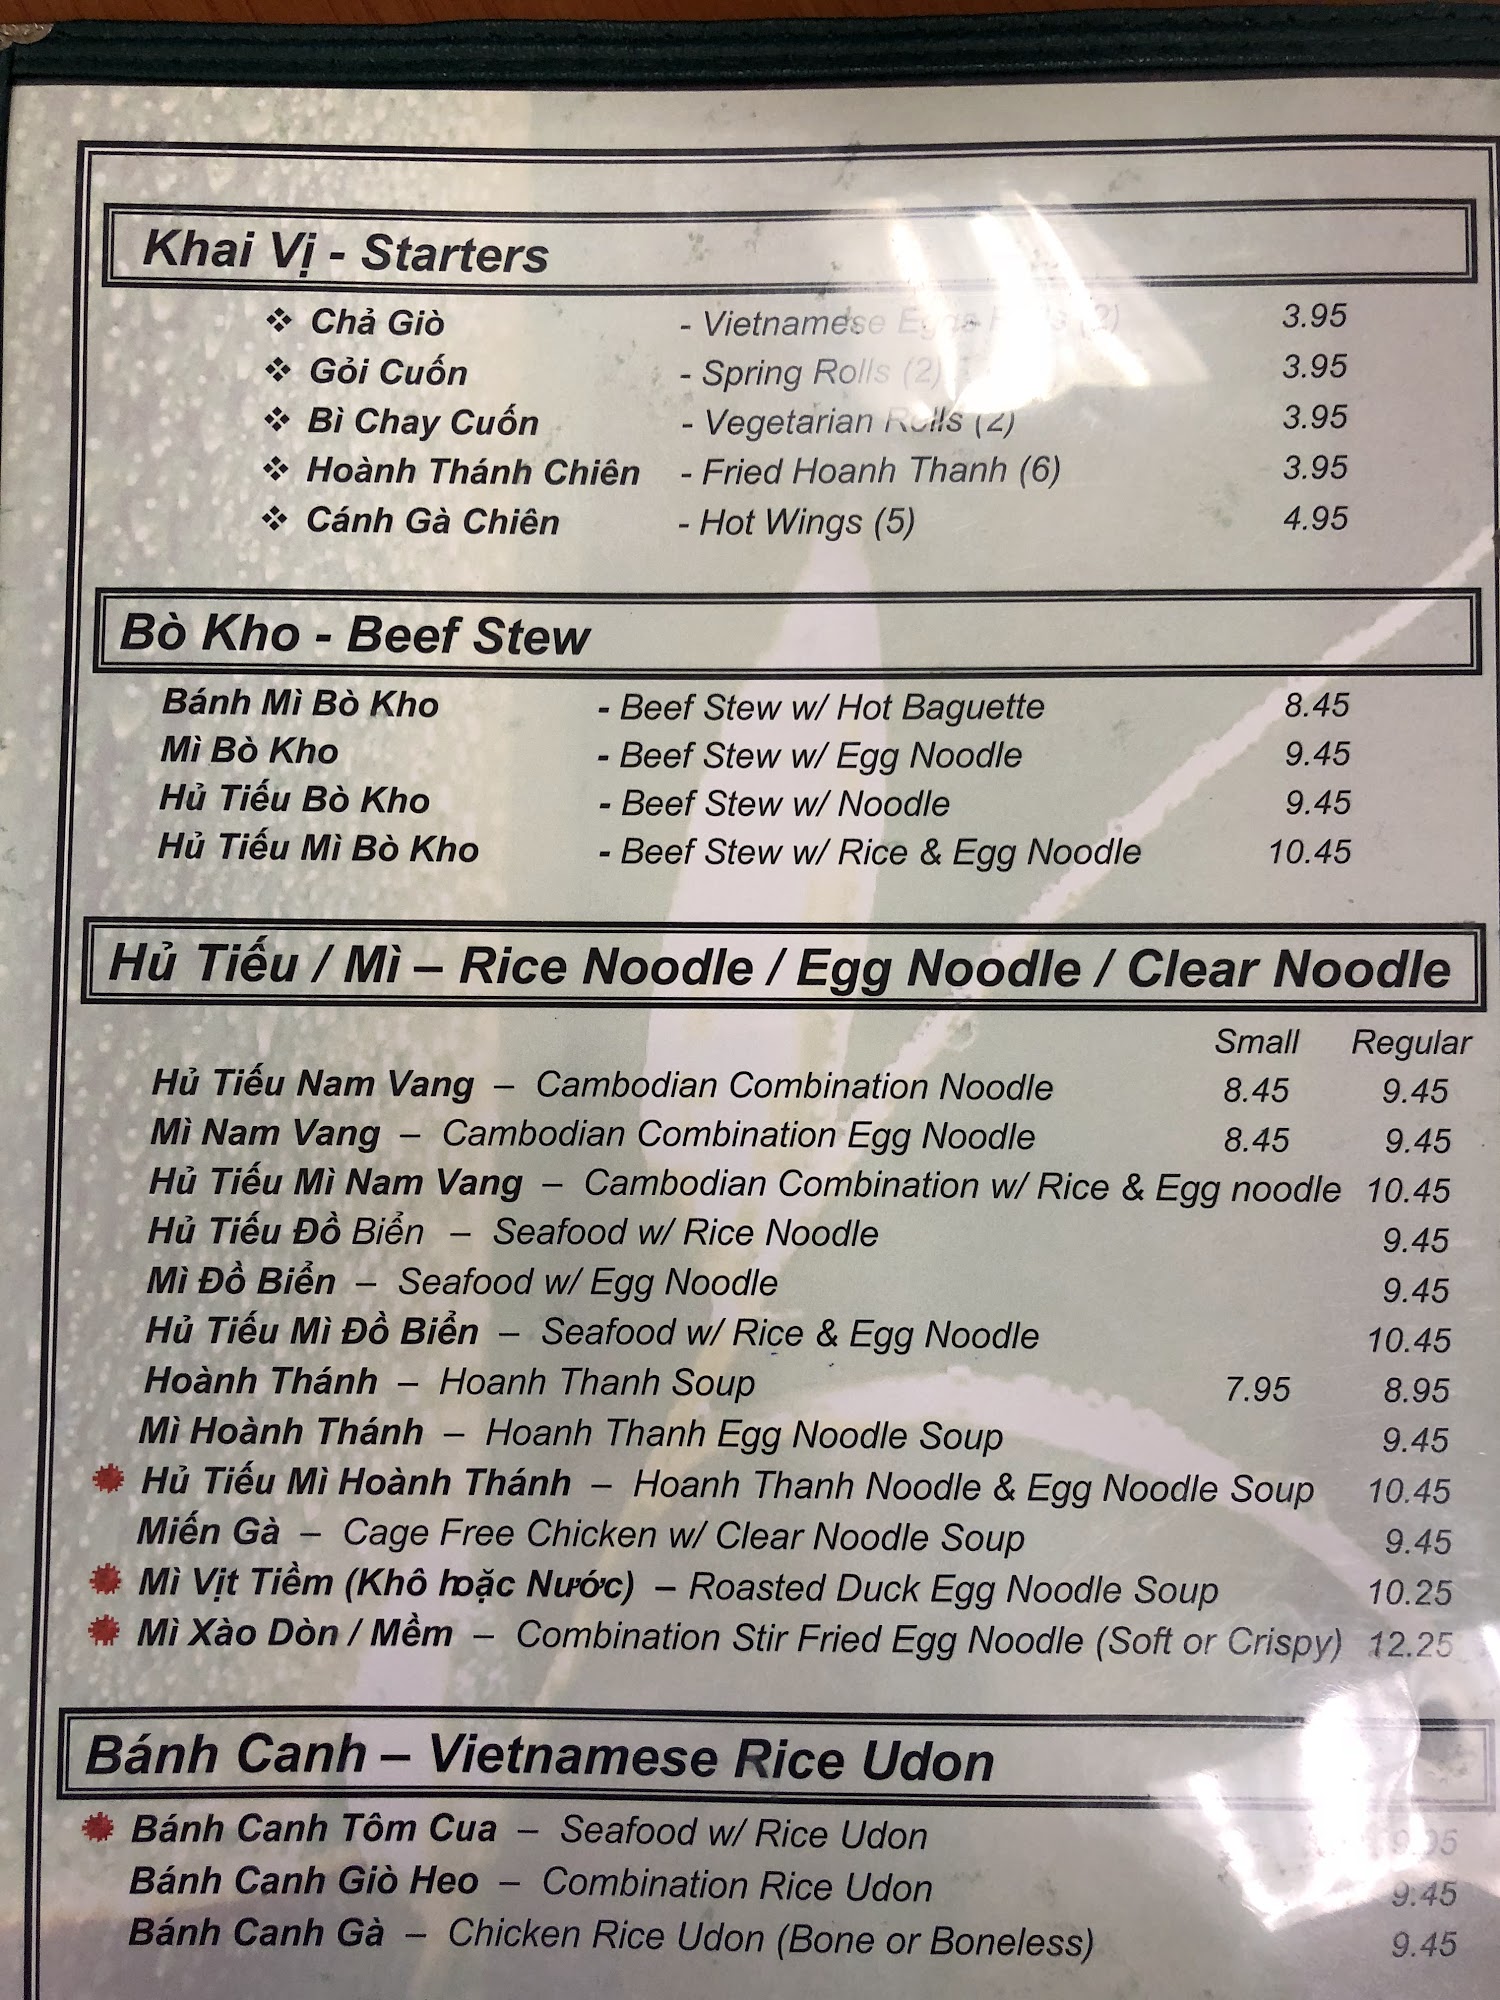 Khai Vị - Starters
❖ Chả Giò - Vietnamese Eggs Rolls (2) 3.95
❖ Gỏi Cuốn - Spring Rolls (2) 3.95
❖ Bì Chay Cuốn - Vegetarian Rolls (2) 3.95
❖ Hoành Thánh Chiên - Fried Hoanh Thanh (6) 3.95
❖ Cánh Gà Chiên - Hot Wings (5) 4.95
Bò Kho - Beef Stew
Bánh Mì Bò Kho - Beef Stew w/ Hot Baguette 8.45
Mì Bò Kho - Beef Stew w/ Egg Noodle 9.45
Hủ Tiếu Bò Kho - Beef Stew w/ Noodle 9.45
Hủ Tiếu Mì Bò Kho - Beef Stew w/ Rice & Egg Noodle 10.45
Hủ Tiếu / Mì – Rice Noodle / Egg Noodle / Clear Noodle
Small Regular
Hủ Tiếu Nam Vang – Cambodian Combination Noodle 8.45 9.45
Mì Nam Vang – Cambodian Combination Egg Noodle 8.45 9.45
Hủ Tiếu Mì Nam Vang – Cambodian Combination w/ Rice & Egg noodle 10.45
Hủ Tiếu Đồ Biển – Seafood w/ Rice Noodle 9.45
Mì Đồ Biển – Seafood w/ Egg Noodle 9.45
Hủ Tiếu Mì Đồ Biển – Seafood w/ Rice & Egg Noodle 10.45
Hoành Thánh – Hoanh Thanh Soup 7.95 8.95
Mì Hoành Thánh – Hoanh Thanh Egg Noodle Soup 9.45
Hủ Tiếu Mì Hoành Thánh – Hoanh Thanh Noodle & Egg Noodle Soup 10.45
Miến Gà – Cage Free Chicken w/ Clear Noodle Soup 9.45
Mì Vịt Tiềm (Khô hoặc Nước) – Roasted Duck Egg Noodle Soup 10.25
Mì Xào Dòn / Mềm – Combination Stir Fried Egg Noodle (Soft or Crispy) 12.25
Bánh Canh – Vietnamese Rice Udon
Bánh Canh Tôm Cua – Seafood w/ Rice Udon
Bánh Canh Giò Heo – Combination Rice Udon 9.45
Bánh Canh Gà – Chicken Rice Udon (Bone or Boneless) 9.45